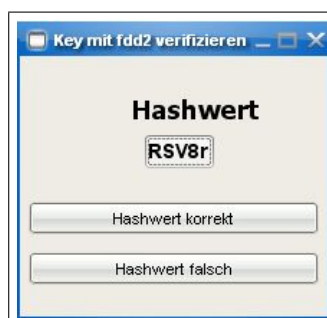 Key mit fdd2 verifizieren
Hashwert
RSV8r
Hashwert korrekt
Hashwert falsch